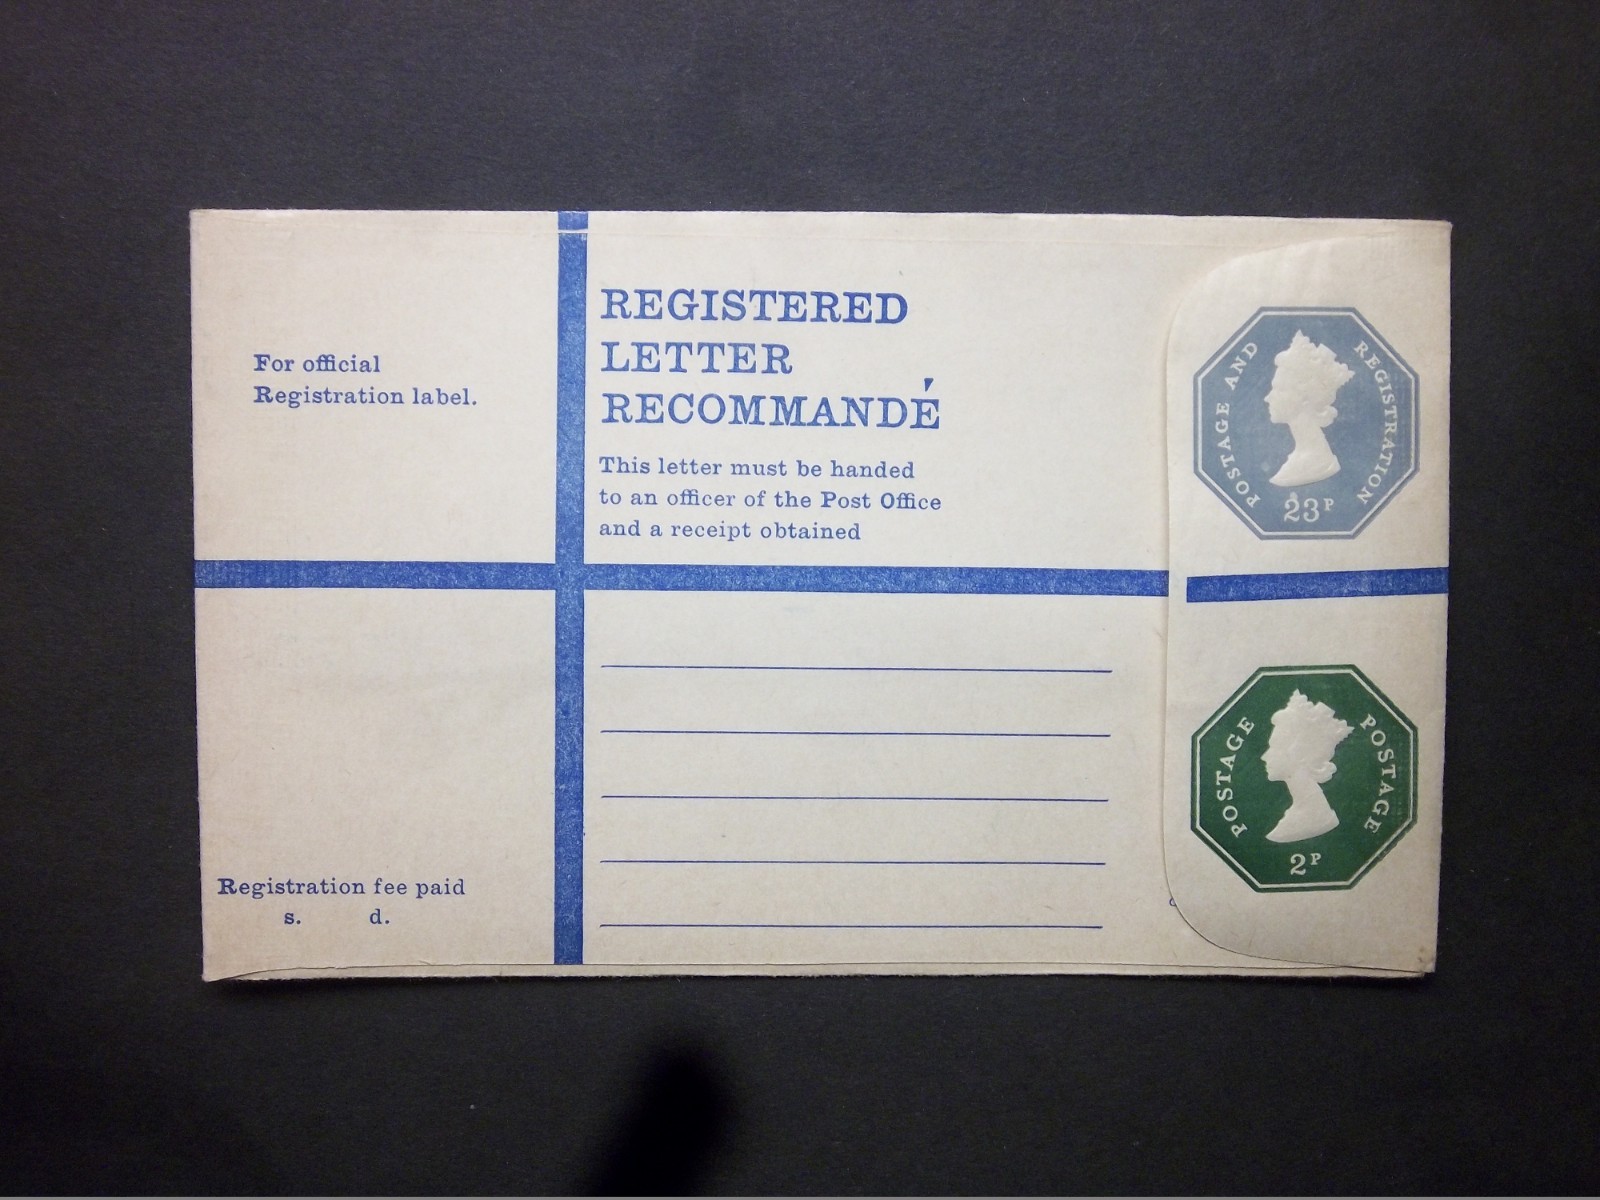 For official
Registration label.
REGISTERED
LETTER
RECOMMANDÉ
This letter must be handed
to an officer of the Post Office
and a receipt obtained
POSTAGE AND REGISTRATION
23P
Registration fee paid
s. d.
POSTAGE POSTAGE
2P